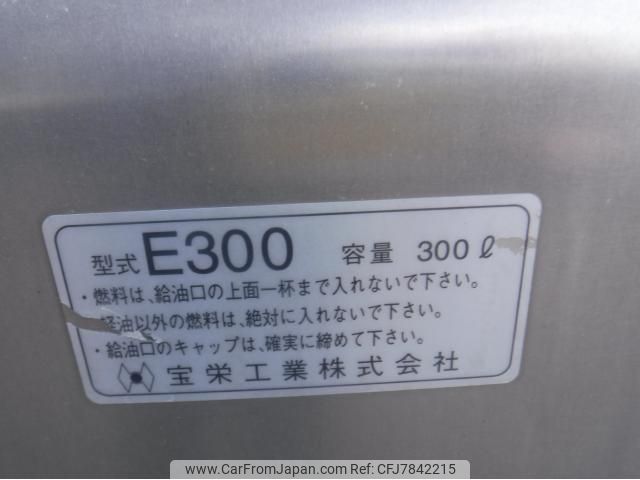 型式 E300 容量 300ℓ
・燃料は、給油口の上面一杯まで入れないで下さい。
軽油以外の燃料は、絶対に入れないで下さい。
・給油口のキャップは、確実に締めて下さい。
宝栄工業株式会社
www.CarFromJapan.com | ID: CFJ7842215